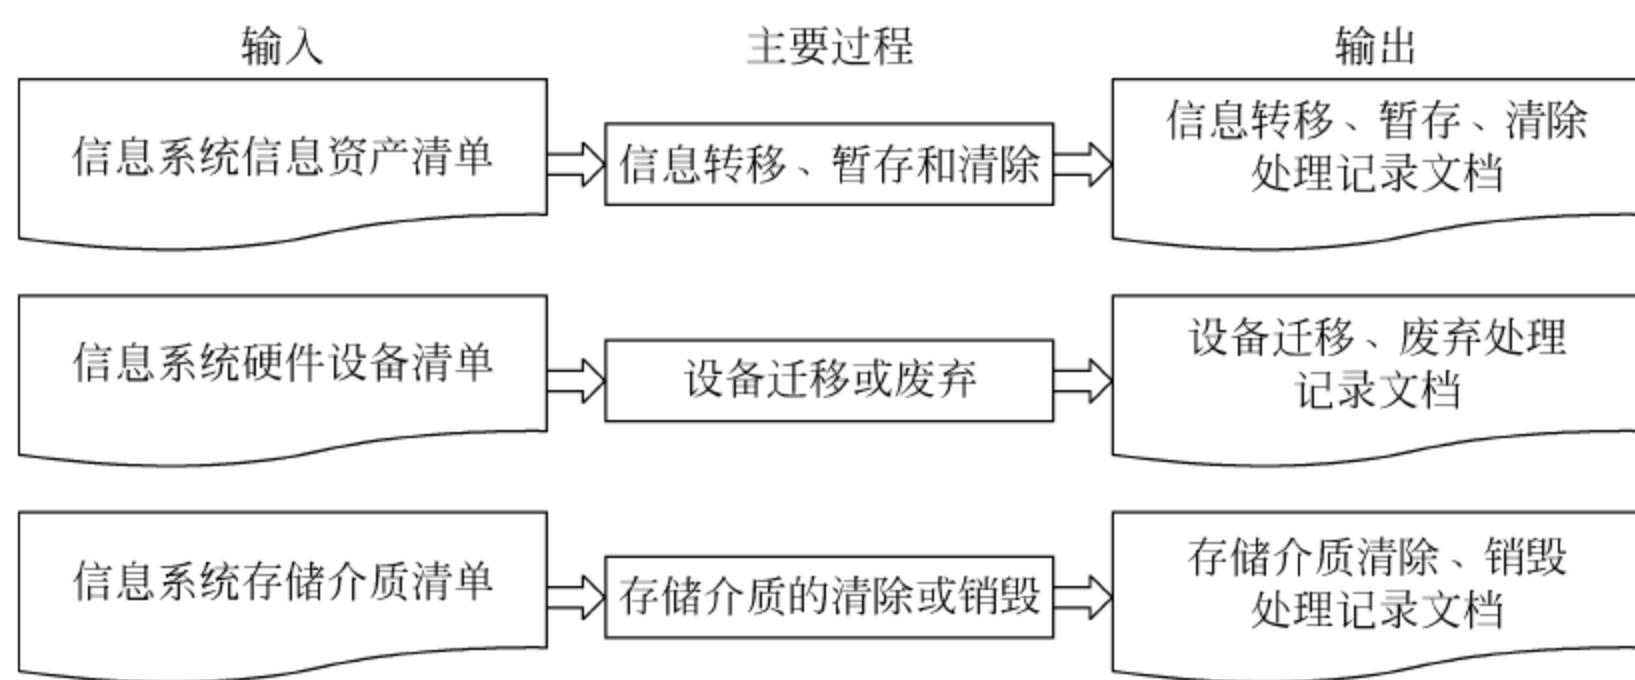 输入
主要过程
输出
信息系统信息资产清单
信息转移、暂存和清除
信息转移、暂存、清除
处理记录文档
信息系统硬件设备清单
设备迁移或废弃
设备迁移、废弃处理
记录文档
信息系统存储介质清单
存储介质的清除或销毁
存储介质清除、销毁
处理记录文档